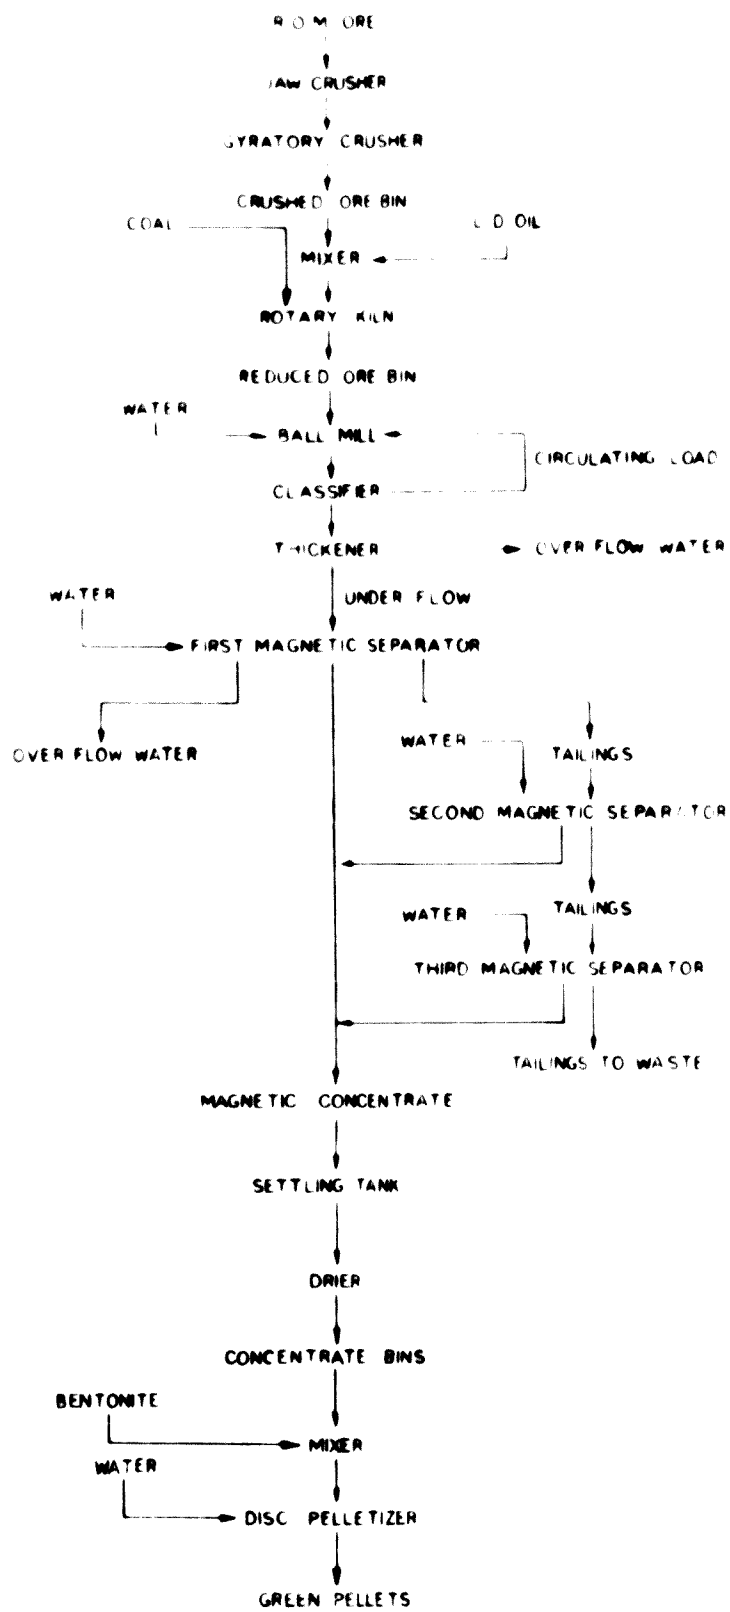 R O M ORE
JAW CRUSHER
GYRATORY CRUSHER
CRUSHED ORE BIN
COAL
L D OIL
MIXER
ROTARY KILN
REDUCED ORE BIN
WATER
BALL MILL
CIRCULATING LOAD
CLASSIFIER
THICKENER
OVER FLOW WATER
WATER
UNDER FLOW
FIRST MAGNETIC SEPARATOR
OVER FLOW WATER
WATER
TAILINGS
SECOND MAGNETIC SEPARATOR
WATER
TAILINGS
THIRD MAGNETIC SEPARATOR
TAILINGS TO WASTE
MAGNETIC CONCENTRATE
SETTLING TANK
DRIER
CONCENTRATE BINS
BENTONITE
MIXER
WATER
DISC PELLETIZER
GREEN PELLETS